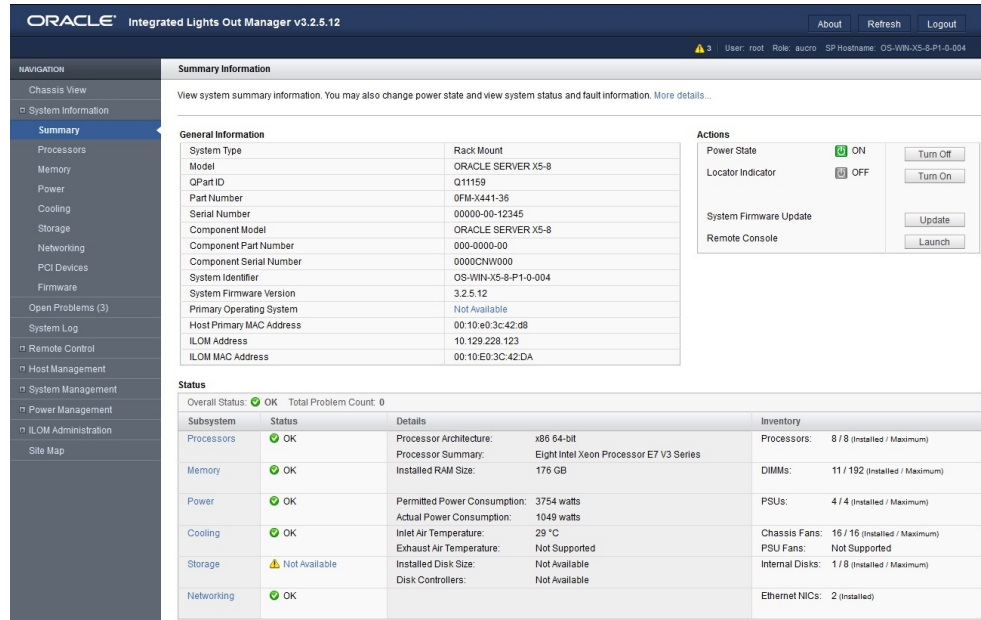 ORACLE® Integrated Lights Out Manager v3.2.5.12
About Refresh Logout
3 User: root Role: aucro SP Hostname: OS-WIN-X5-8-P1-0-004
NAVIGATION
Chassis View
System Information
Summary
Processors
Memory
Power
Cooling
Storage
Networking
PCI Devices
Firmware
Open Problems (3)
System Log
Remote Control
Host Management
System Management
Power Management
ILOM Administration
Site Map
Summary Information
View system summary information. You may also change power state and view system status and fault information. More details...
General Information
System Type Rack Mount
Model ORACLE SERVER X5-8
QPart ID Q11159
Part Number 0FM-X441-36
Serial Number 00000-00-12345
Component Model ORACLE SERVER X5-8
Component Part Number 000-0000-00
Component Serial Number 0000CNW000
System Identifier OS-WIN-X5-8-P1-0-004
System Firmware Version 3.2.5.12
Primary Operating System Not Available
Host Primary MAC Address 00:10:e0:3c:42:d8
ILOM Address 10.129.228.123
ILOM MAC Address 00:10:E0:3C:42:DA
Actions
Power State ON Turn Off
Locator Indicator OFF Turn On
System Firmware Update Update
Remote Console Launch
Status
Overall Status: OK Total Problem Count: 0
Subsystem Status Details Inventory
Processors OK Processor Architecture: x86 64-bit Processors: 8 / 8 (Installed / Maximum)
Processor Summary: Eight Intel Xeon Processor E7 V3 Series
Memory OK Installed RAM Size: 176 GB DIMMs: 11 / 192 (Installed / Maximum)
Power OK Permitted Power Consumption: 3754 watts PSUs: 4 / 4 (Installed / Maximum)
Actual Power Consumption: 1049 watts
Cooling OK Inlet Air Temperature: 29 °C Chassis Fans: 16 / 16 (Installed / Maximum)
Exhaust Air Temperature: Not Supported PSU Fans: Not Supported
Storage Not Available Installed Disk Size: Not Available Internal Disks: 1 / 8 (Installed / Maximum)
Disk Controllers: Not Available
Networking OK Ethernet NICs: 2 (Installed)